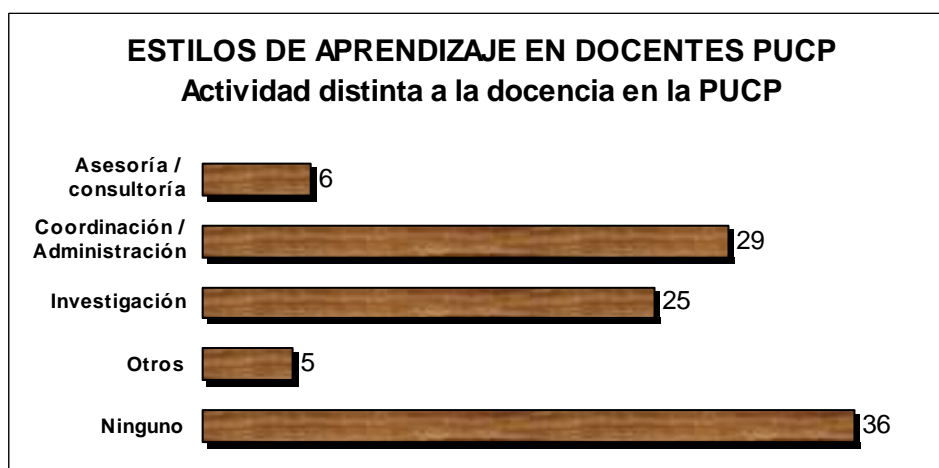 ESTILOS DE APRENDIZAJE EN DOCENTES PUCP
Actividad distinta a la docencia en la PUCP
Asesoría /
consultoría
6
Coordinación /
Administración
29
Investigación
25
Otros
5
Ninguno
36